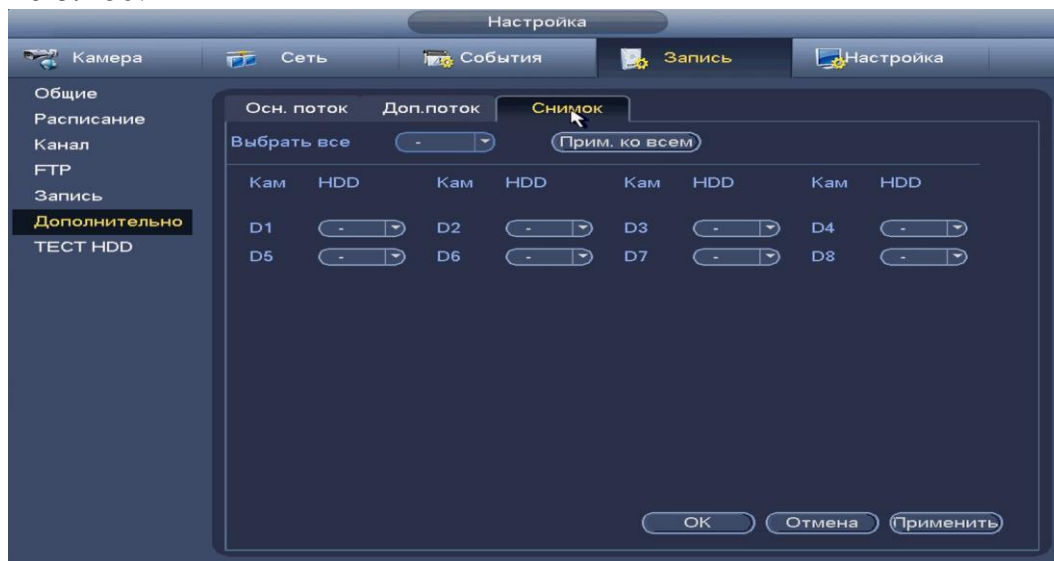 Настройка
Камера Сеть События Запись Настройка
Общие
Расписание
Канал
FTP
Запись
Дополнительно
ТЕСТ HDD
Осн. поток Доп.поток Снимок
Выбрать все - Прим. ко всем
Кам HDD Кам HDD Кам HDD Кам HDD
D1 - D2 - D3 - D4 -
D5 - D6 - D7 - D8 -
OK Отмена Применить